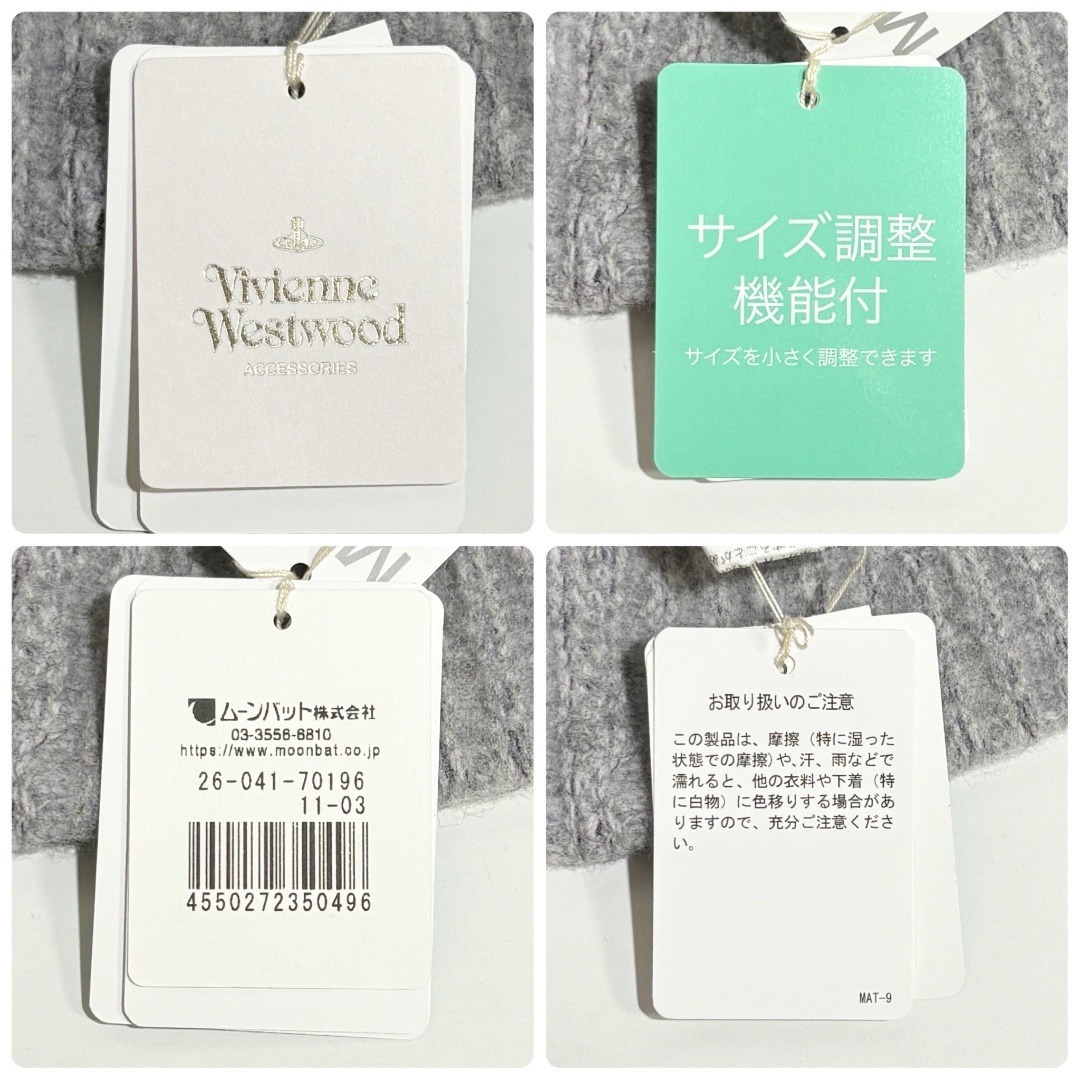 Vivienne
Westwood
ACCESSORIES
サイズ調整
機能付
サイズを小さく調整できます
ムーンバット株式会社
03-3556-6810
https://www.moonbat.co.jp
26-041-70196
11-03
4550272350496
お取り扱いのご注意
この製品は、摩擦（特に湿った
状態での摩擦）や、汗、雨などで
濡れると、他の衣料や下着（特
に白物）に色移りする場合があ
りますので、充分ご注意くださ
い。
MAT-9